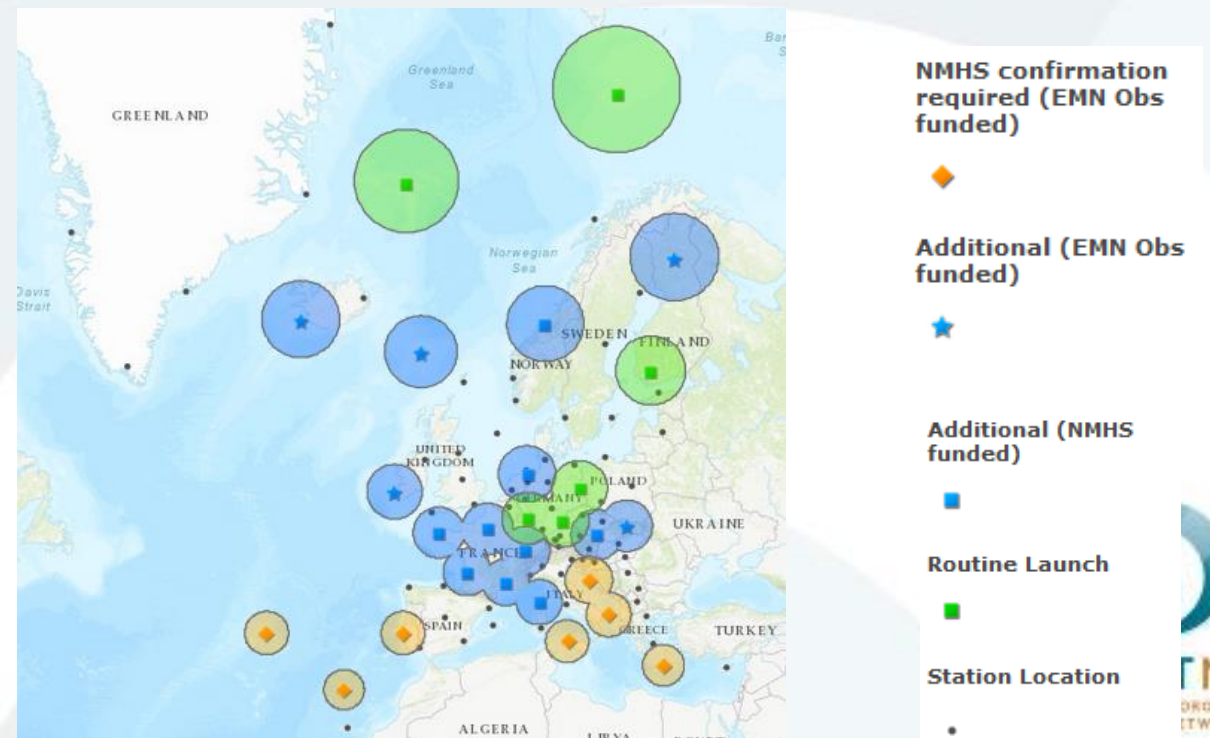 GREENLAND
Greenland
Sea
Norwegian
Sea
Davis
Strait
SWEDEN
FINLAND
NORWAY
UNITED
KINGDOM
POLAND
GERMANY
UKRAINE
FRANCE
ITALY
SPAIN
GREECE
TURKEY
ALGERIA
NMHS confirmation
required (EMN Obs
funded)
Additional (EMN Obs
funded)
Additional (NMHS
funded)
Routine Launch
Station Location